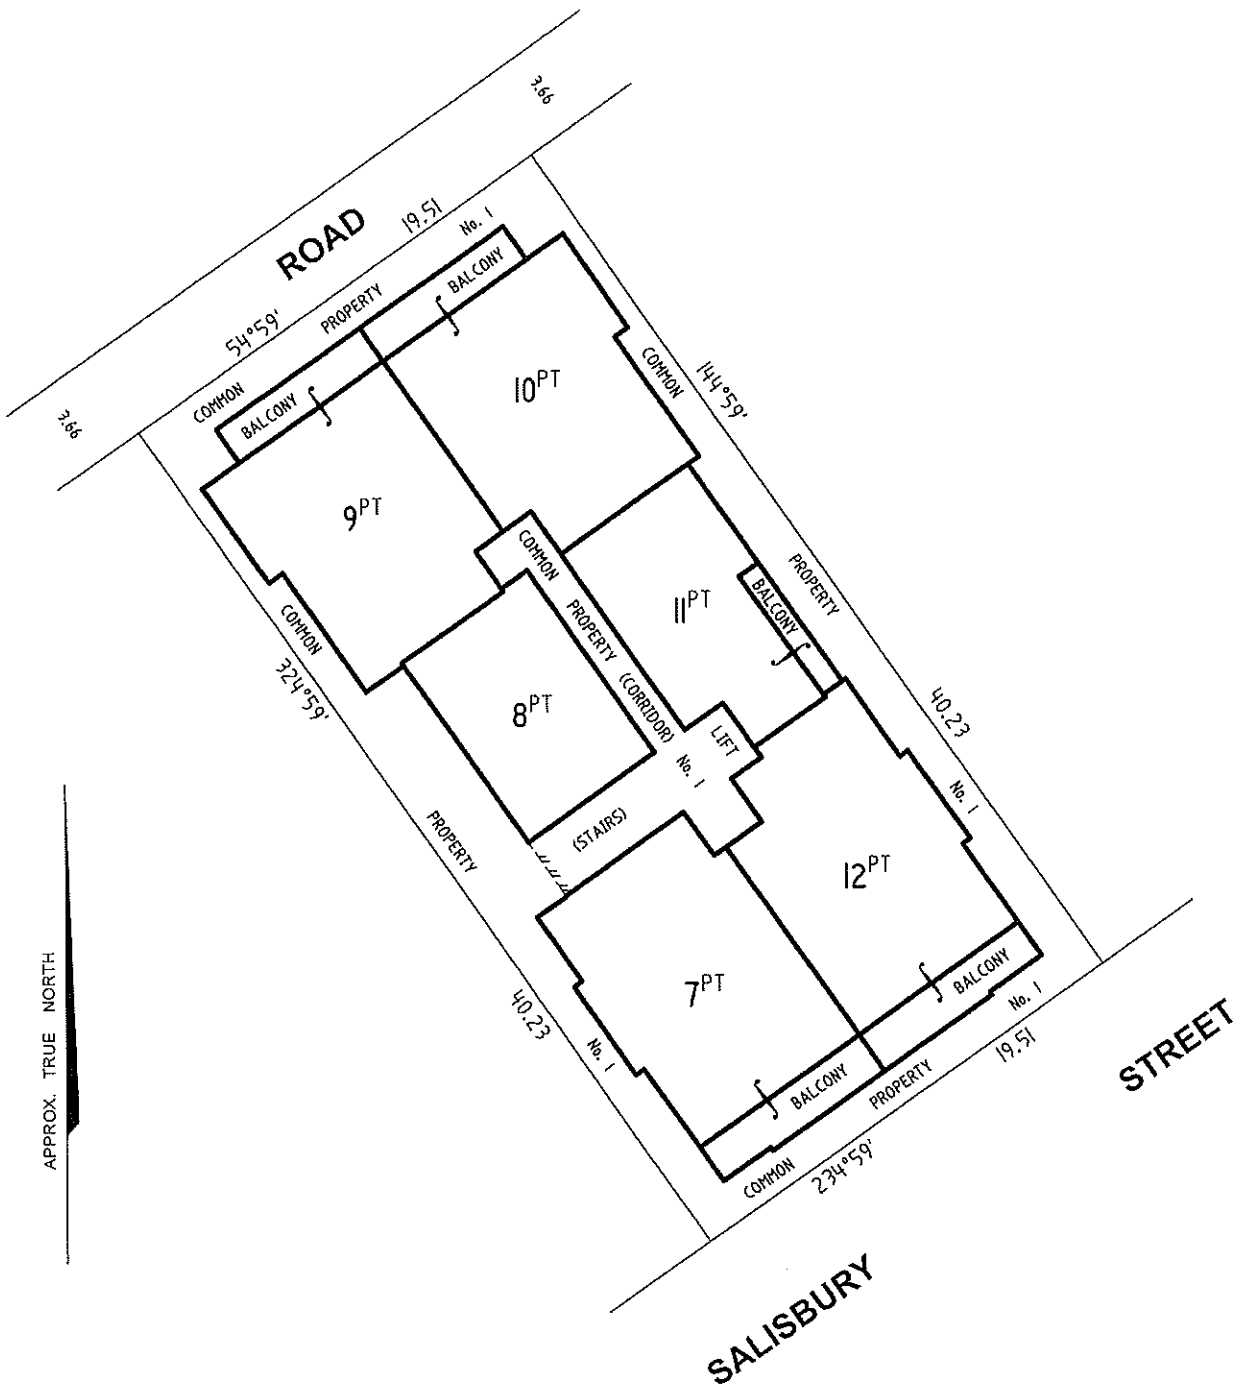 3.66
ROAD
19.51
No. 1
54°59'
PROPERTY
COMMON
BALCONY
BALCONY
3.66
10PT
COMMON
144°59'
9PT
COMMON
PROPERTY
(CORRIDOR)
No. 1
11PT
BALCONY
PROPERTY
COMMON
324°59'
8PT
LIFT
40.23
No. 1
(STAIRS)
PROPERTY
12PT
7PT
40.23
No. 1
BALCONY
BALCONY
No. 1
19.51
PROPERTY
COMMON
234°59'
SALISBURY
STREET
APPROX. TRUE NORTH